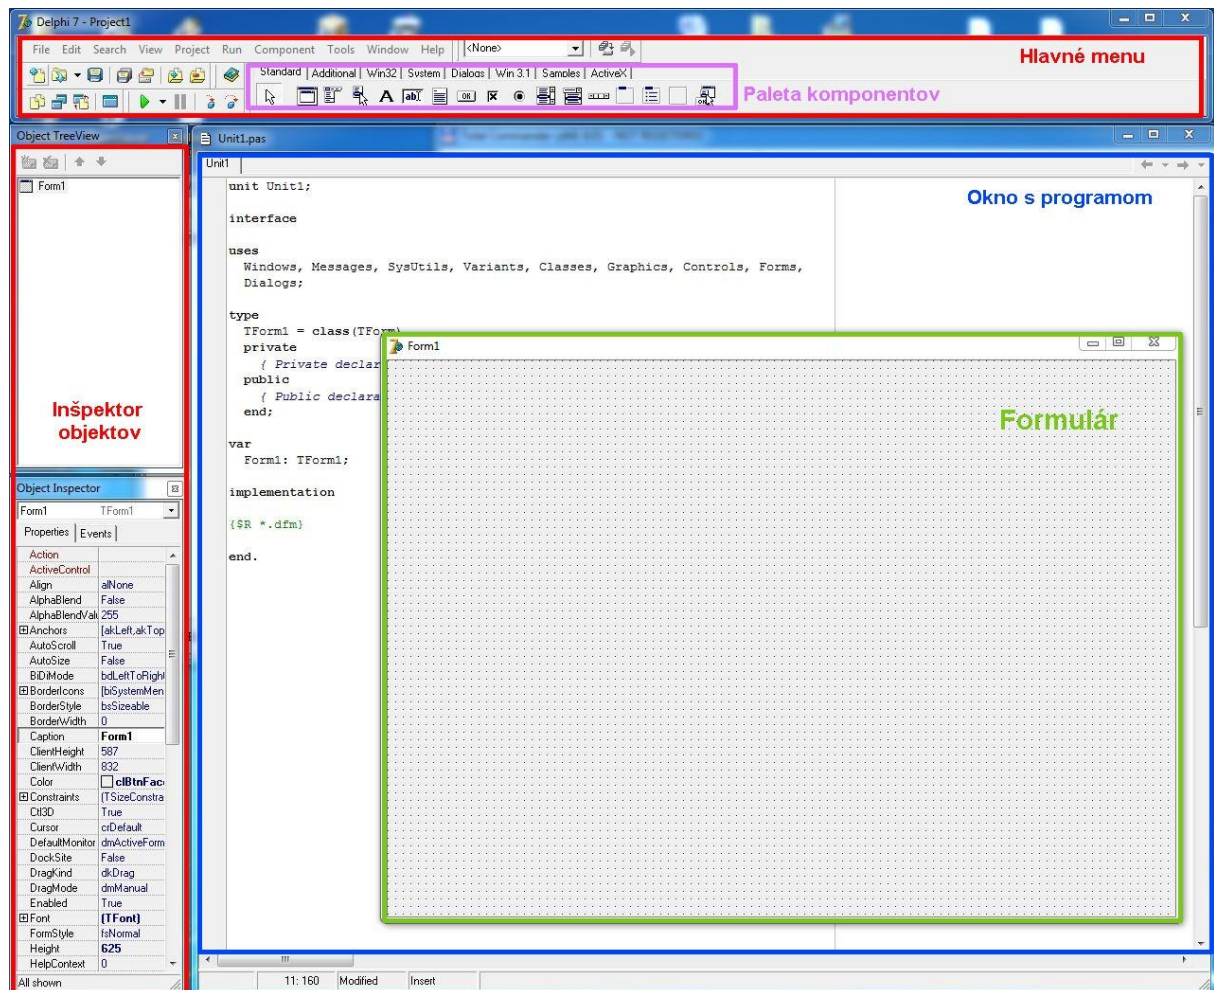 Delphi 7 - Project1
File Edit Search View Project Run Component Tools Window Help <None>
Hlavné menu
Standard Additional Win32 System Dialogs Win 3.1 Samples ActiveX
Paleta komponentov
Object TreeView
Unit1.pas
Unit1
Form1
unit Unit1;
Okno s programom
interface
uses
Windows, Messages, SysUtils, Variants, Classes, Graphics, Controls, Forms,
Dialogs;
type
TForm1 = class(TForm)
private
{ Private declar
public
{ Public declara
end;
var
Form1: TForm1;
implementation
{$R *.dfm}
end.
Form1
Formulár
Inšpektor
objektov
Object Inspector
Form1 TForm1
Properties Events
Action
ActiveControl
Align alNone
AlphaBlend False
AlphaBlendValu 255
Anchors [akLeft,akTop
AutoScroll True
AutoSize False
BiDiMode bdLeftToRight
BorderIcons [biSystemMen
BorderStyle bsSizeable
BorderWidth 0
Caption Form1
ClientHeight 587
ClientWidth 832
Color clBtnFac
Constraints (TSizeConstra
Ctl3D True
Cursor crDefault
DefaultMonitor dmActiveForm
DockSite False
DragKind dkDrag
DragMode dmManual
Enabled True
Font (TFont)
FormStyle fsNormal
Height 625
HelpContext 0
All shown
11: 160 Modified Insert